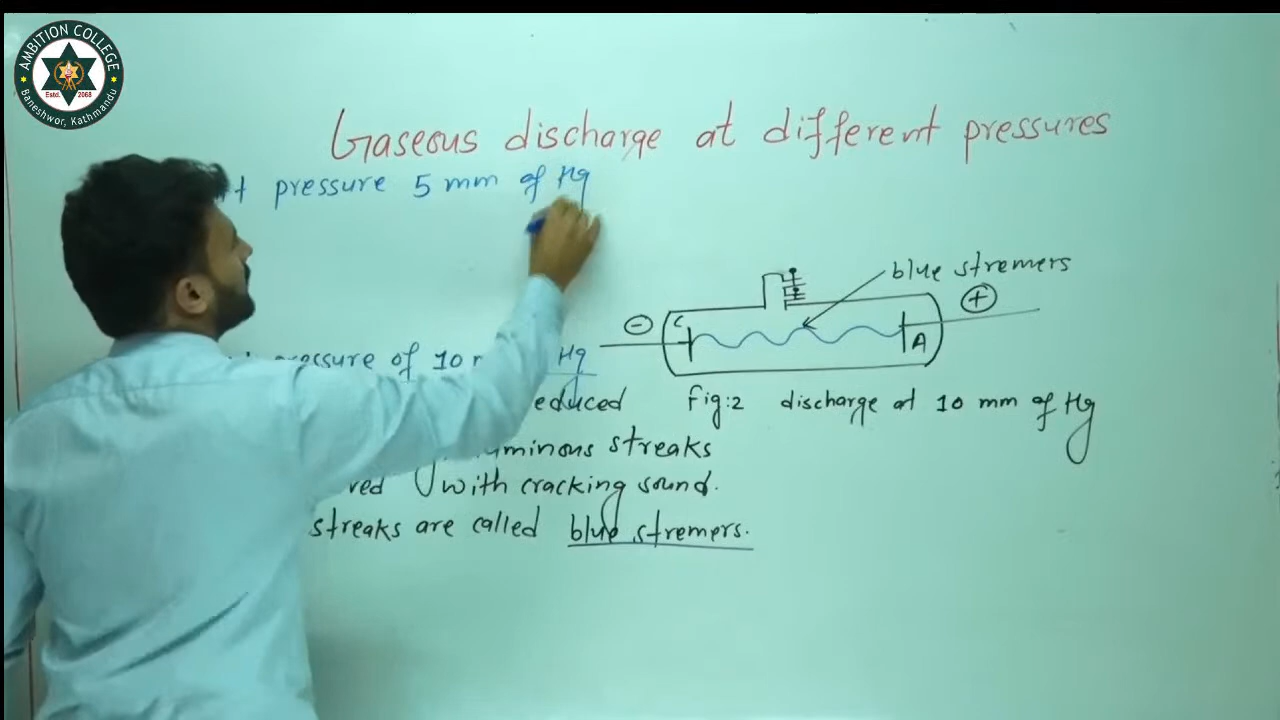 AMBITION COLLEGE
Estd. 2068
Baneshwor, Kathmandu
Gaseous discharge at different pressures
pressure 5 mm of Hg
blue stremers
+
-
C
A
pressure of 10 Hg
Fig:2 discharge at 10 mm of Hg
streaks
with cracking sound.
streaks are called blue stremers.